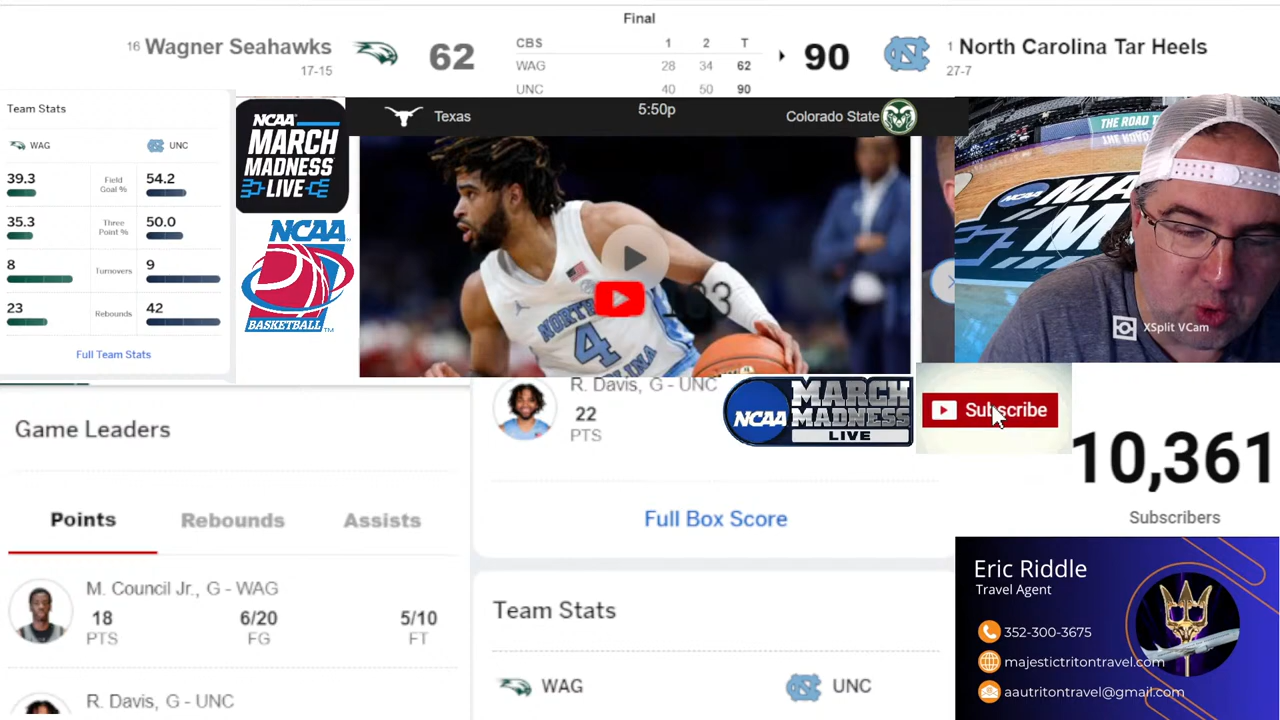 Final
16 Wagner Seahawks
17-15
62
CBS 1 2 T
WAG 28 34 62
UNC 40 50 90
90
1 North Carolina Tar Heels
27-7
Team Stats
WAG UNC
39.3 Field Goal % 54.2
35.3 Three Point % 50.0
8 Turnovers 9
23 Rebounds 42
Full Team Stats
NCAA
MARCH
MADNESS
LIVE
NCAA
BASKETBALL
TM
Texas 5:50p Colorado State
NORTH
4
CAROLINA
THE ROAD T
NCAA
MA
M
XSplit VCam
R. Davis, G - UNC
22
PTS
NCAA
MARCH
MADNESS
LIVE
Subscribe
10,361
Subscribers
Full Box Score
Game Leaders
Points Rebounds Assists
M. Council Jr., G - WAG
18 6/20 5/10
PTS FG FT
R. Davis, G - UNC
Team Stats
WAG UNC
Eric Riddle
Travel Agent
352-300-3675
majestictritontravel.com
aautritontravel@gmail.com